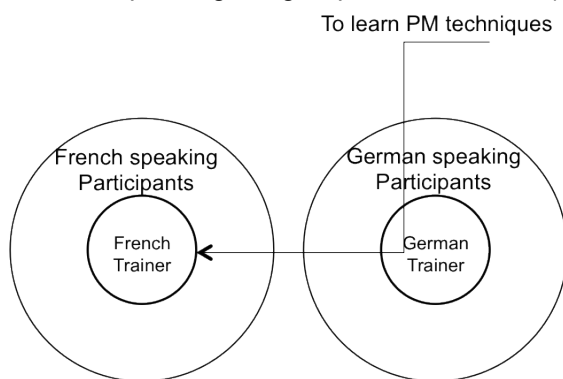 To learn PM techniques
French speaking
Participants
German speaking
Participants
French
Trainer
German
Trainer